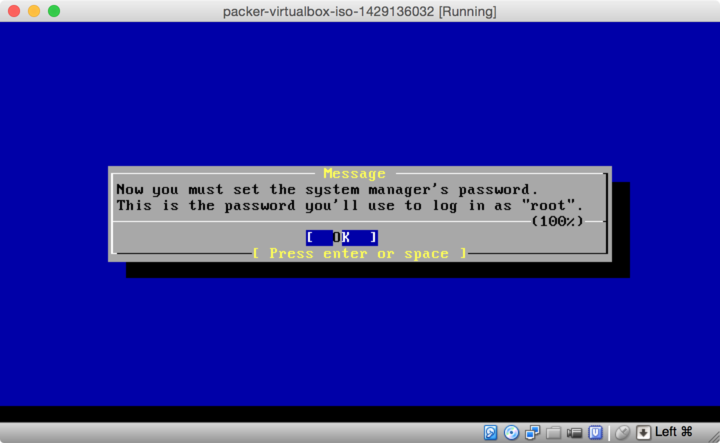 packer-virtualbox-iso-1429136032 [Running]
Message
Now you must set the system manager's password.
This is the password you'll use to log in as "root".
(100%)
[ OK ]
[ Press enter or space ]
Left ⌘